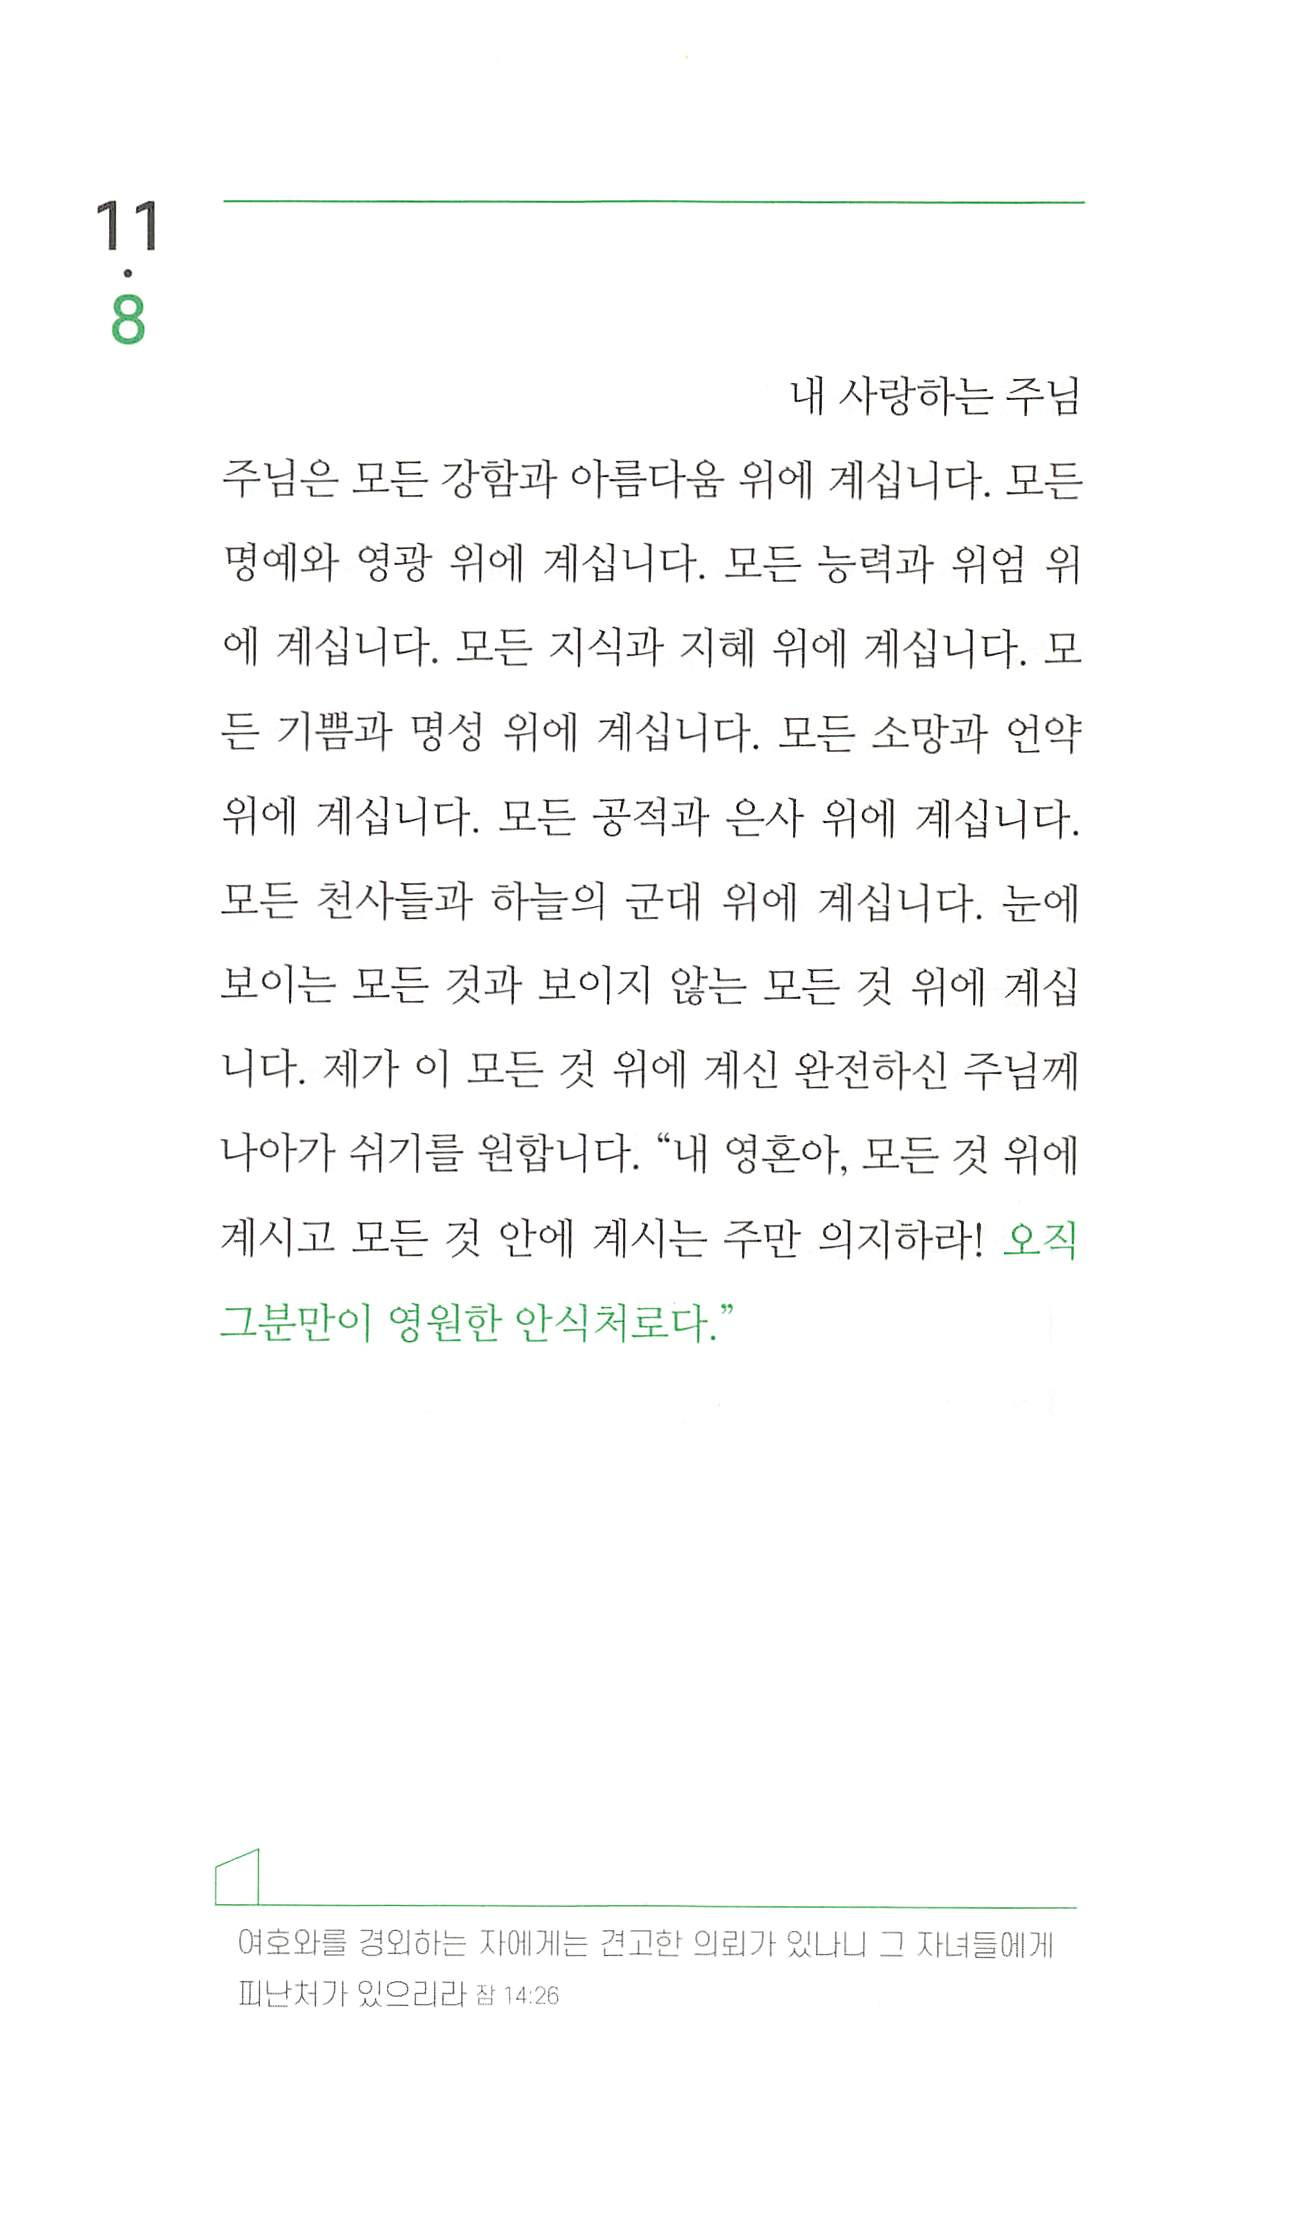 11
·
8
내 사랑하는 주님
주님은 모든 강함과 아름다움 위에 계십니다. 모든
명예와 영광 위에 계십니다. 모든 능력과 위엄 위
에 계십니다. 모든 지식과 지혜 위에 계십니다. 모
든 기쁨과 명성 위에 계십니다. 모든 소망과 언약
위에 계십니다. 모든 공적과 은사 위에 계십니다.
모든 천사들과 하늘의 군대 위에 계십니다. 눈에
보이는 모든 것과 보이지 않는 모든 것 위에 계십
니다. 제가 이 모든 것 위에 계신 완전하신 주님께
나아가 쉬기를 원합니다. “내 영혼아, 모든 것 위에
계시고 모든 것 안에 계시는 주만 의지하라! 오직
그분만이 영원한 안식처로다.”
여호와를 경외하는 자에게는 견고한 의뢰가 있나니 그 자녀들에게
피난처가 있으리라 잠 14:26